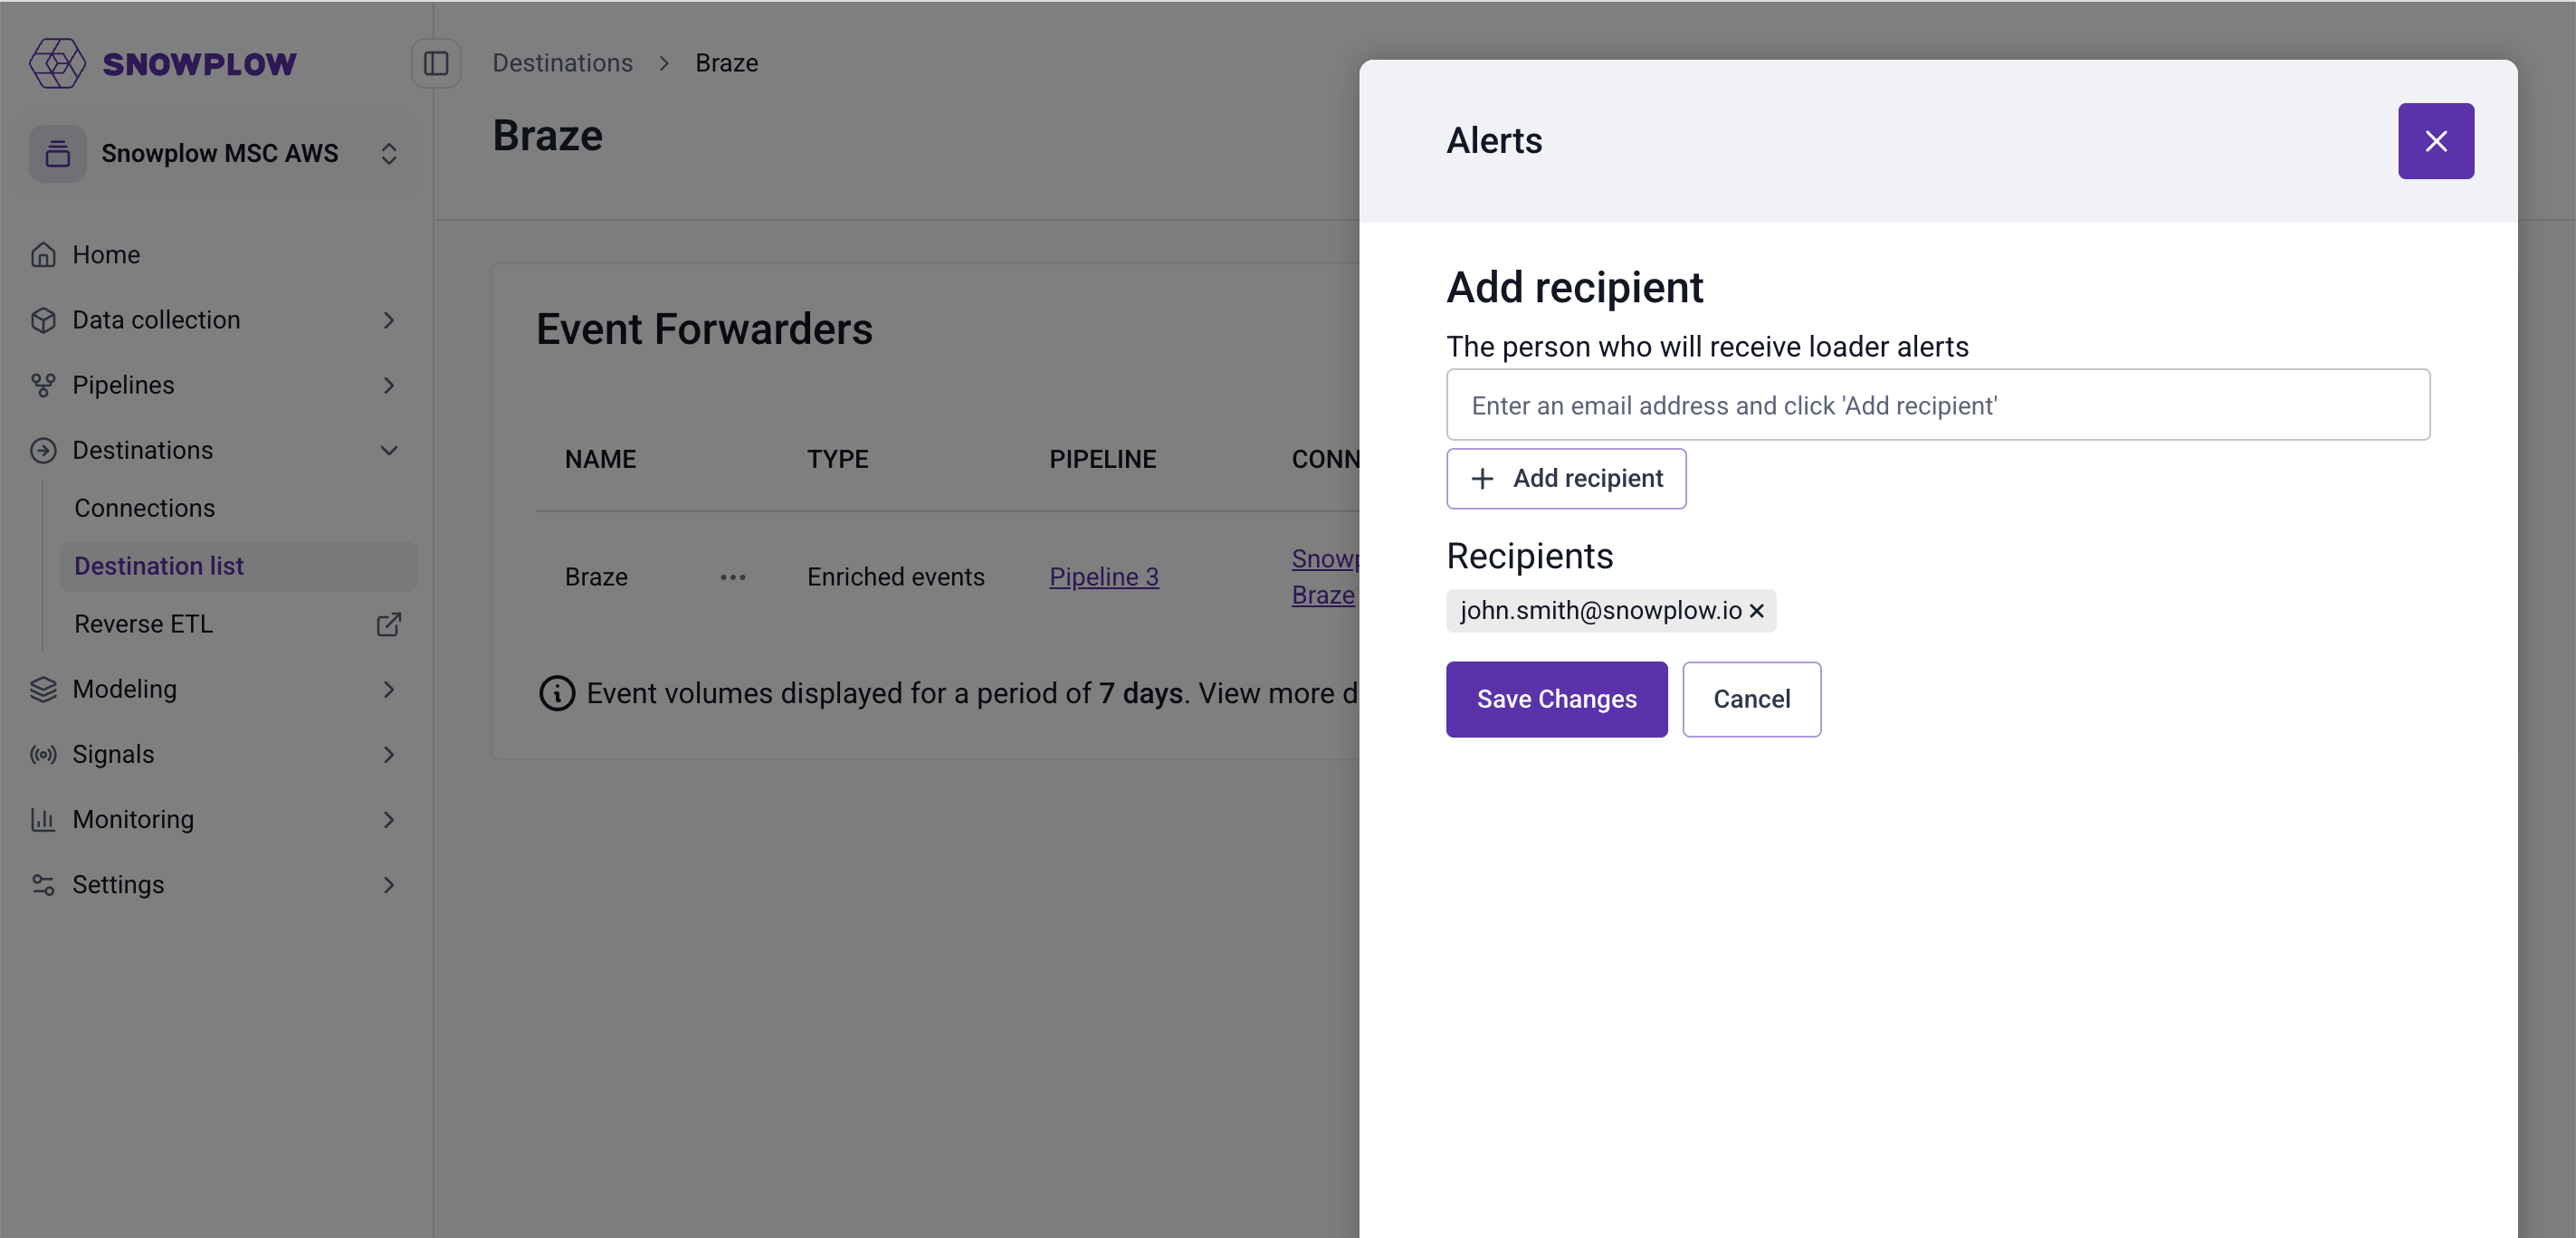 SNOWPLOW
Snowplow MSC AWS
Home
Data collection
Pipelines
Destinations
Connections
Destination list
Reverse ETL
Modeling
Signals
Monitoring
Settings
Destinations > Braze
Braze
Event Forwarders
NAME TYPE PIPELINE
Braze ... Enriched events Pipeline 3
Braze
Event volumes displayed for a period of 7 days. View more
Alerts
Add recipient
The person who will receive loader alerts
Enter an email address and click 'Add recipient'
+ Add recipient
Recipients
john.smith@snowplow.io ×
Save Changes Cancel